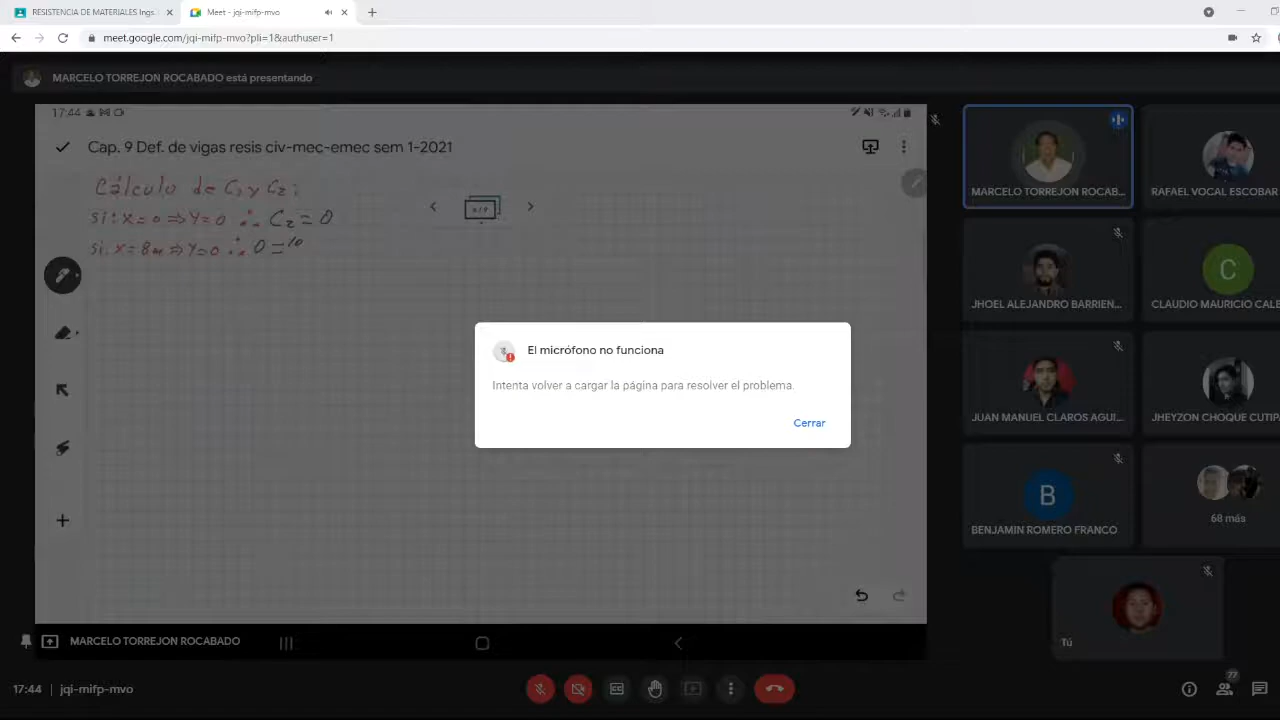 RESISTENCIA DE MATERIALES Ings.
Meet - jqi-mifp-mvo
meet.google.com/jqi-mifp-mvo?pli=1&authuser=1
MARCELO TORREJON ROCABADO está presentando
17:44
Cap. 9 Def. de vigas resis civ-mec-emec sem 1-2021
Cálculo de C₁ y C₂:
si: x=0 ⇒ Y=0 ∴ C₂ = 0
si: x=8m ⇒ Y=0 ∴ 0 = 10
El micrófono no funciona
Intenta volver a cargar la página para resolver el problema.
Cerrar
MARCELO TORREJON ROCAB...
RAFAEL VOCAL ESCOBAR
JHOEL ALEJANDRO BARRIEN...
CLAUDIO MAURICIO CALE
JUAN MANUEL CLAROS AGUI...
JHEYZON CHOQUE CUTIP
B
C
BENJAMIN ROMERO FRANCO
68 más
Tú
MARCELO TORREJON ROCABADO
17:44 | jqi-mifp-mvo
CC
77